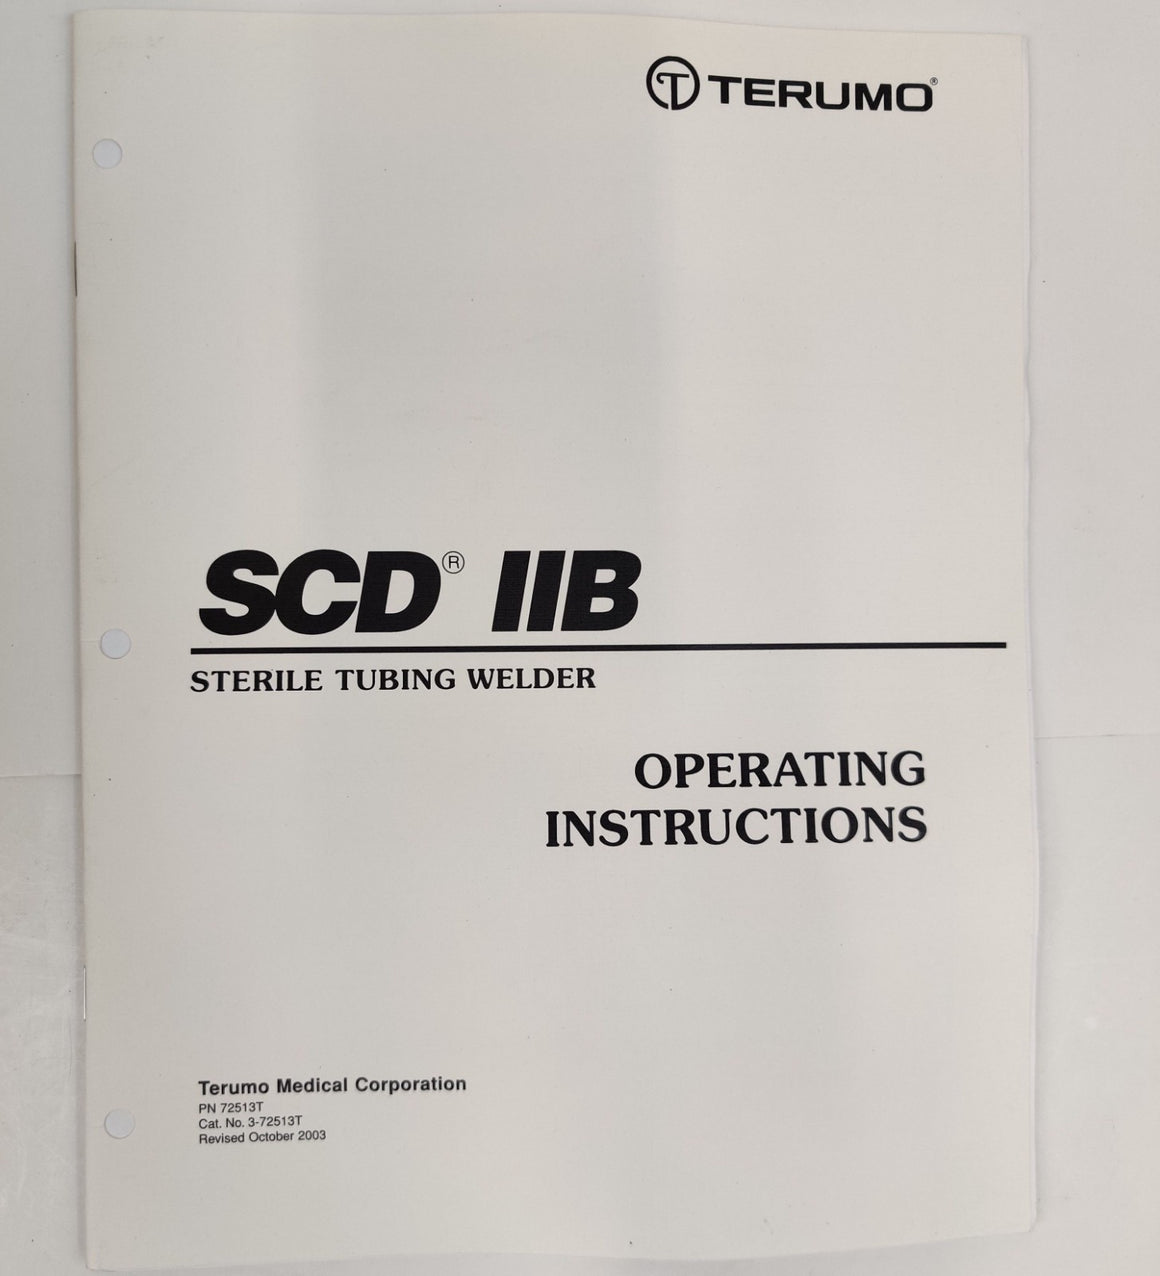 TERUMO®
SCD® IIB
STERILE TUBING WELDER
OPERATING
INSTRUCTIONS
Terumo Medical Corporation
PN 72513T
Cat. No. 3-72513T
Revised October 2003